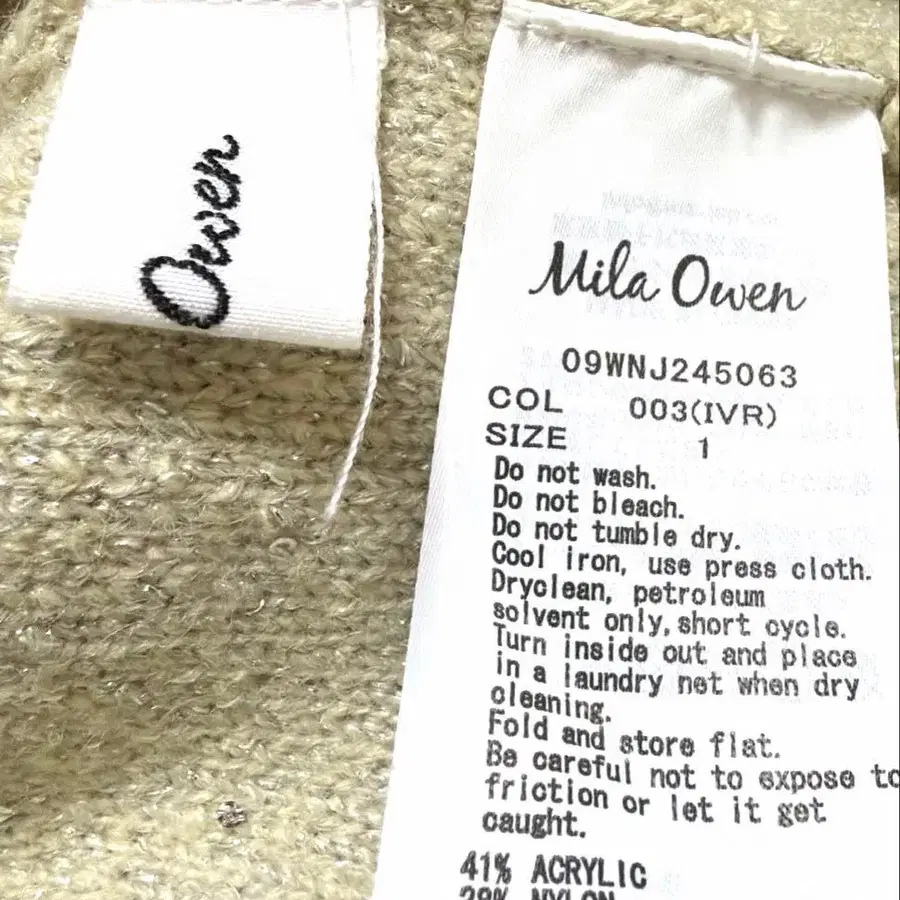 Owen
Mila Owen
09WNJ245063
COL 003(IVR)
SIZE 1
Do not wash.
Do not bleach.
Do not tumble dry.
Cool iron, use press cloth.
Dryclean, petroleum
solvent only, short cycle.
Turn inside out and place
in a laundry net when dry
cleaning.
Fold and store flat.
Be careful not to expose to
friction or let it get
caught.
41% ACRYLIC